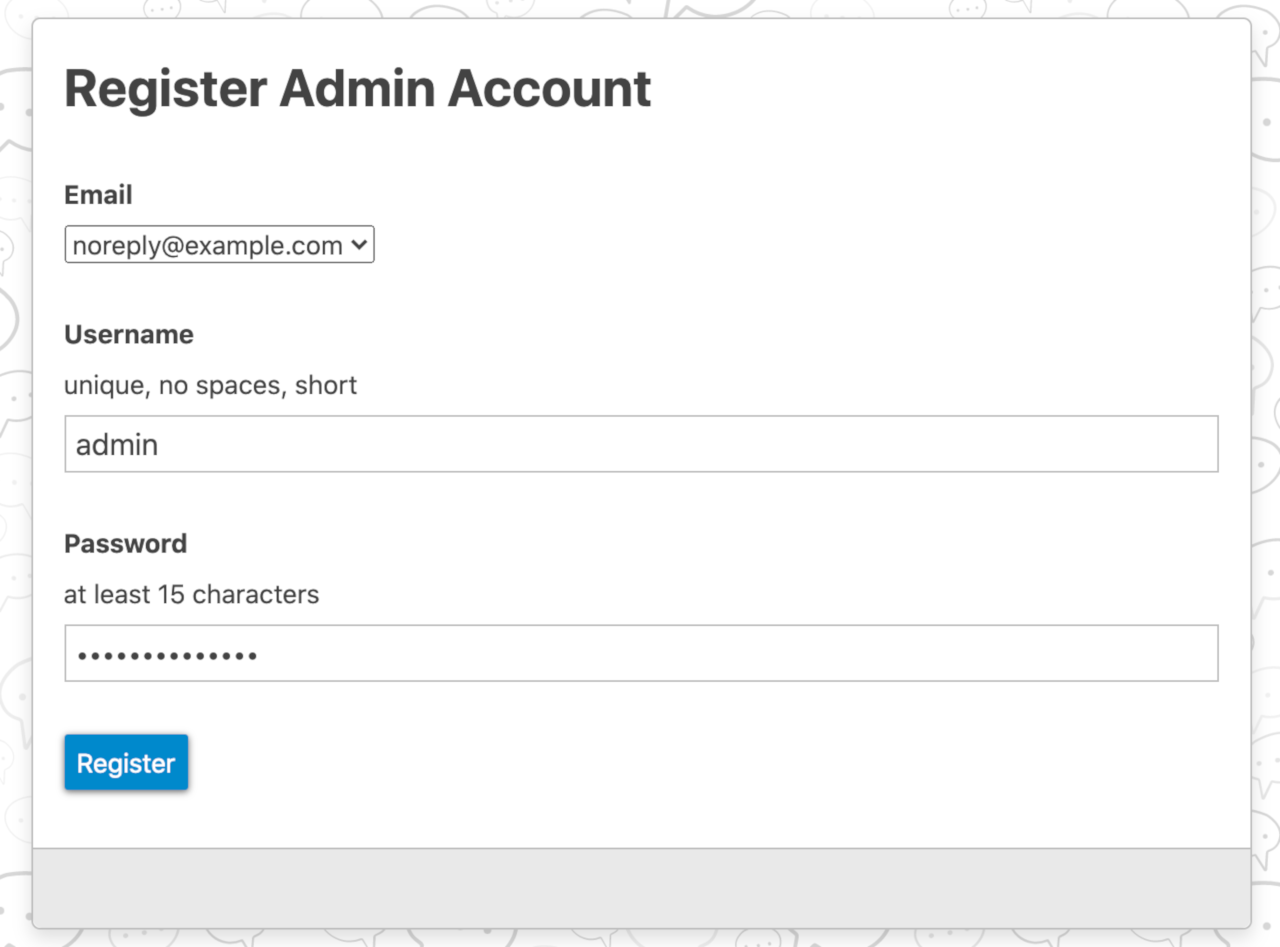 Register Admin Account
Email
noreply@example.com
Username
unique, no spaces, short
admin
Password
at least 15 characters
••••••••••••••
Register